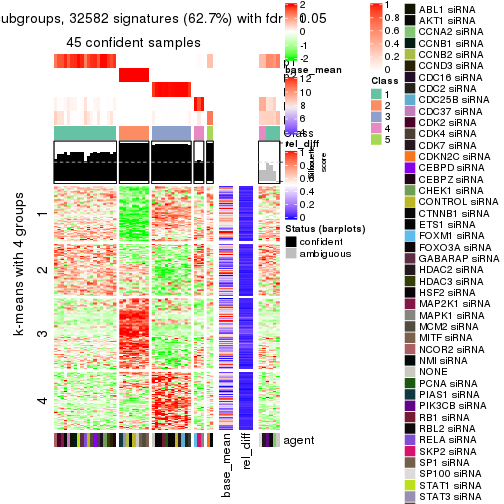 ubgroups, 32582 signatures (62.7%) with fdr 0.05
45 confident samples
Class
silhouette
score
1
2
3
4
k-means with 4 groups
agent
base_mean
rel_diff
2
1
0
-1
-2
base_mean
12
10
8
6
4
rel_diff
1
0.8
0.6
0.4
0.2
0
Status (barplots)
confident
ambiguous
1
0.8
0.6
0.4
0.2
0
Class
1
2
3
4
5
ABL1 siRNA
AKT1 siRNA
CCNA2 siRNA
CCNB1 siRNA
CCNB2 siRNA
CCND3 siRNA
CDC16 siRNA
CDC2 siRNA
CDC25B siRNA
CDC37 siRNA
CDK2 siRNA
CDK4 siRNA
CDK7 siRNA
CDKN2C siRNA
CEBPD siRNA
CEBPZ siRNA
CHEK1 siRNA
CONTROL siRNA
CTNNB1 siRNA
ETS1 siRNA
FOXM1 siRNA
FOXO3A siRNA
GABARAP siRNA
HDAC2 siRNA
HDAC3 siRNA
HSF2 siRNA
MAP2K1 siRNA
MAPK1 siRNA
MCM2 siRNA
MITF siRNA
NCOR2 siRNA
NMI siRNA
NONE
PCNA siRNA
PIAS1 siRNA
PIK3CB siRNA
RB1 siRNA
RBL2 siRNA
RELA siRNA
SKP2 siRNA
SP1 siRNA
SP100 siRNA
STAT1 siRNA
STAT3 siRNA